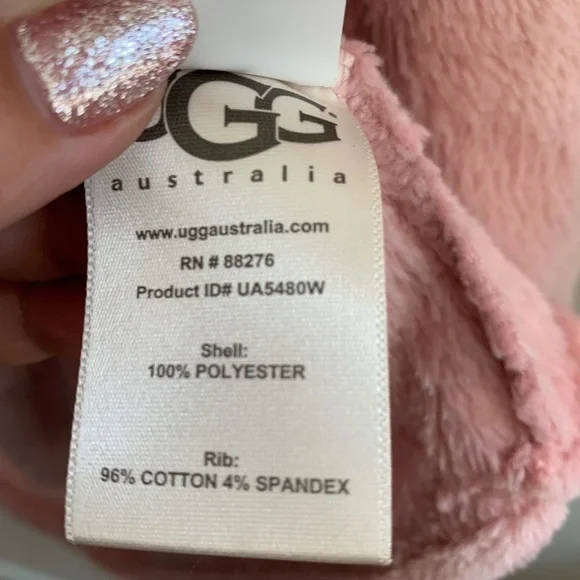 UGG
australia
www.uggaustralia.com
RN # 88276
Product ID# UA5480W
Shell:
100% POLYESTER
Rib:
96% COTTON 4% SPANDEX